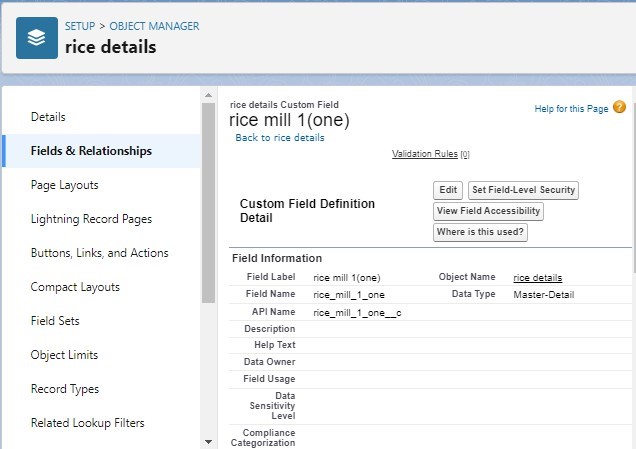 SETUP > OBJECT MANAGER
rice details
Details
Fields & Relationships
Page Layouts
Lightning Record Pages
Buttons, Links, and Actions
Compact Layouts
Field Sets
Object Limits
Record Types
Related Lookup Filters
rice details Custom Field
rice mill 1(one)
Back to rice details
Help for this Page ?
Validation Rules [0]
Custom Field Definition
Detail
Edit Set Field-Level Security
View Field Accessibility
Where is this used?
Field Information
Field Label rice mill 1(one) Object Name rice details
Field Name rice_mill_1_one Data Type Master-Detail
API Name rice_mill_1_one__c
Description
Help Text
Data Owner
Field Usage
Data
Sensitivity
Level
Compliance
Categorization